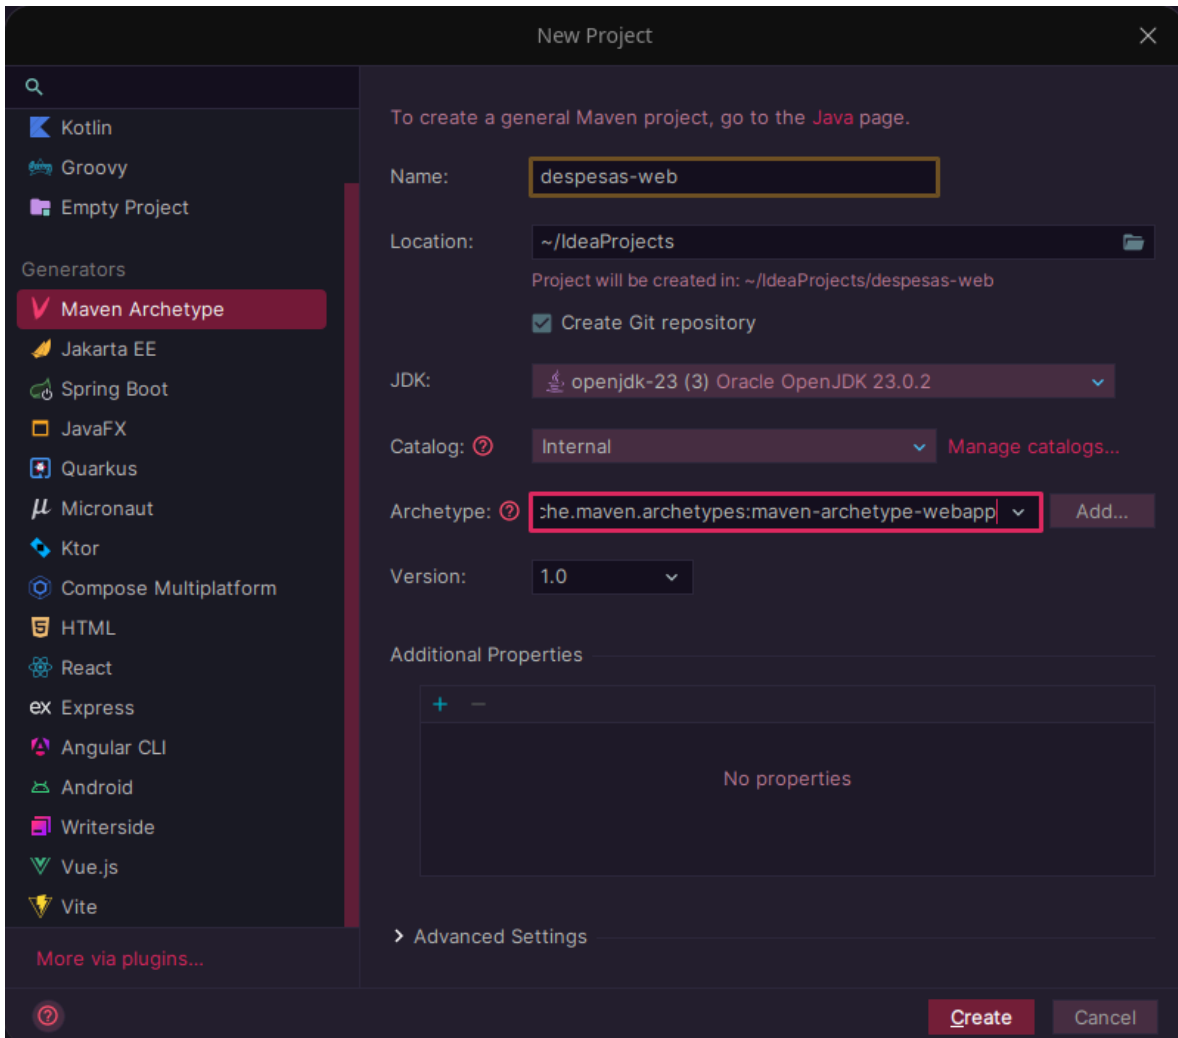 New Project
Kotlin
Groovy
Empty Project
Generators
Maven Archetype
Jakarta EE
Spring Boot
JavaFX
Quarkus
Micronaut
Ktor
Compose Multiplatform
HTML
React
ex Express
Angular CLI
Android
Writerside
Vue.js
Vite
More via plugins...
To create a general Maven project, go to the Java page.
Name: despesas-web
Location: ~/IdeaProjects
Project will be created in: ~/IdeaProjects/despesas-web
Create Git repository
JDK: openjdk-23 (3) Oracle OpenJDK 23.0.2
Catalog: ? Internal Manage catalogs...
Archetype: ? che.maven.archetypes:maven-archetype-webapp Add...
Version: 1.0
Additional Properties
+ −
No properties
Advanced Settings
?
Create Cancel